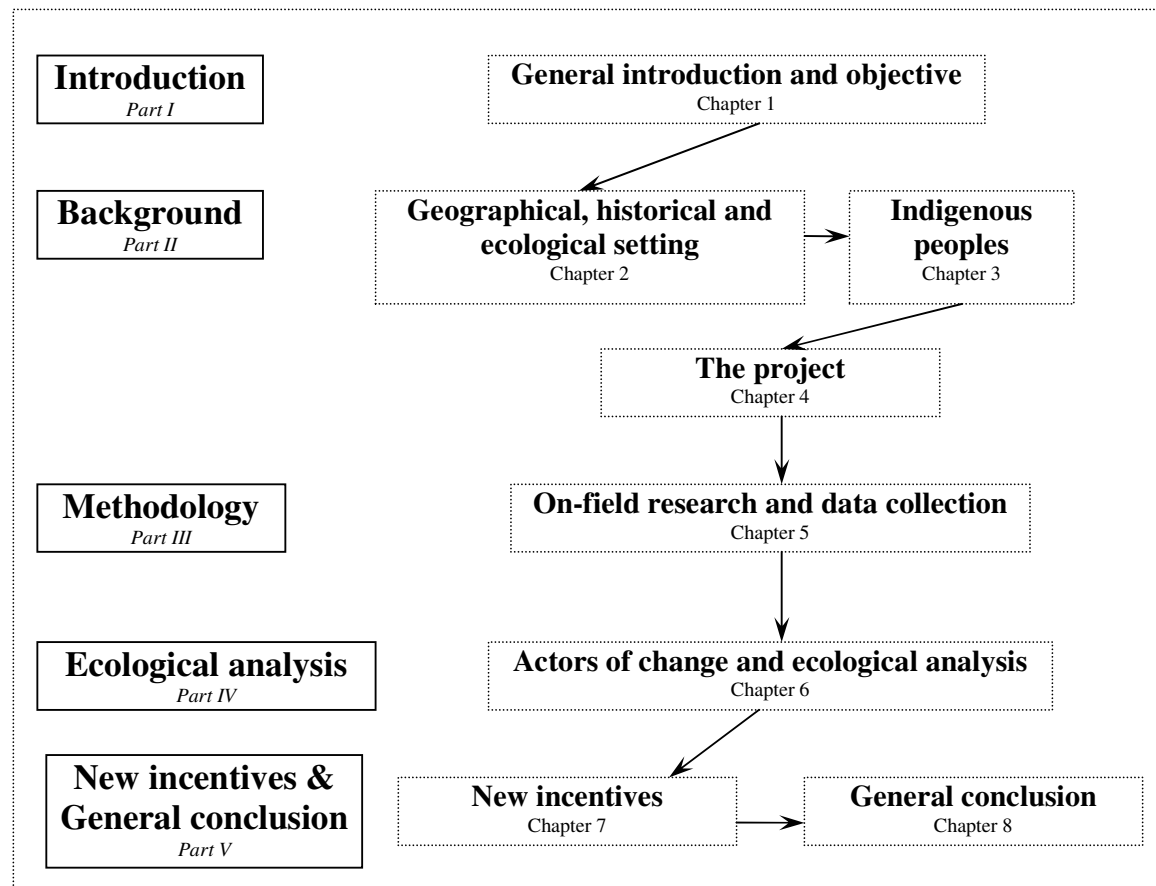 Introduction
Part I
General introduction and objective
Chapter 1
Background
Part II
Geographical, historical and
ecological setting
Chapter 2
Indigenous
peoples
Chapter 3
The project
Chapter 4
Methodology
Part III
On-field research and data collection
Chapter 5
Ecological analysis
Part IV
Actors of change and ecological analysis
Chapter 6
New incentives &
General conclusion
Part V
New incentives
Chapter 7
General conclusion
Chapter 8